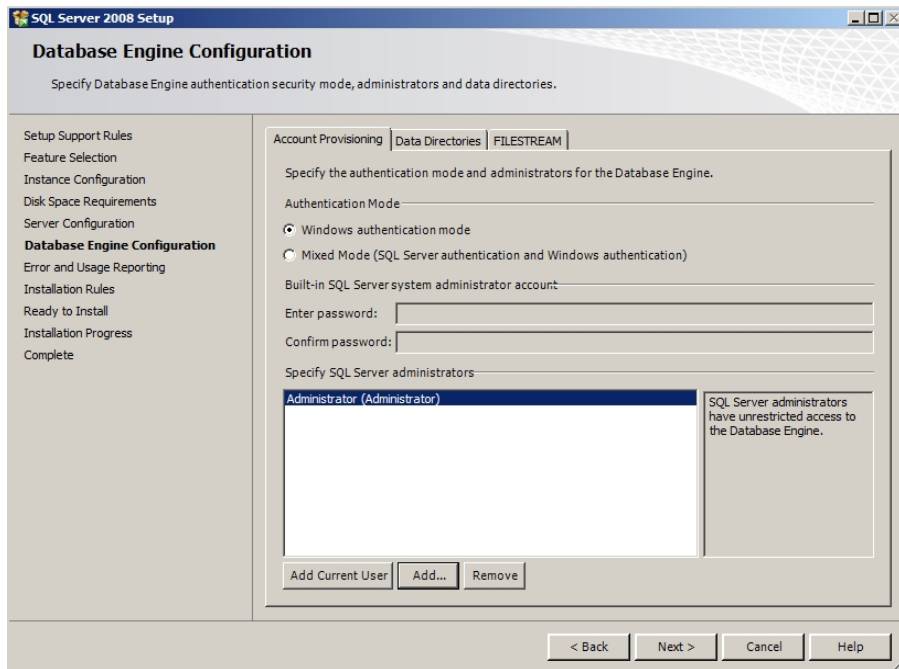 SQL Server 2008 Setup
Database Engine Configuration
Specify Database Engine authentication security mode, administrators and data directories.
Setup Support Rules
Feature Selection
Instance Configuration
Disk Space Requirements
Server Configuration
Database Engine Configuration
Error and Usage Reporting
Installation Rules
Ready to Install
Installation Progress
Complete
Account Provisioning
Data Directories
FILESTREAM
Specify the authentication mode and administrators for the Database Engine.
Authentication Mode
Windows authentication mode
Mixed Mode (SQL Server authentication and Windows authentication)
Built-in SQL Server system administrator account
Enter password:
Confirm password:
Specify SQL Server administrators
Administrator (Administrator)
SQL Server administrators
have unrestricted access to
the Database Engine.
Add Current User
Add...
Remove
< Back
Next >
Cancel
Help